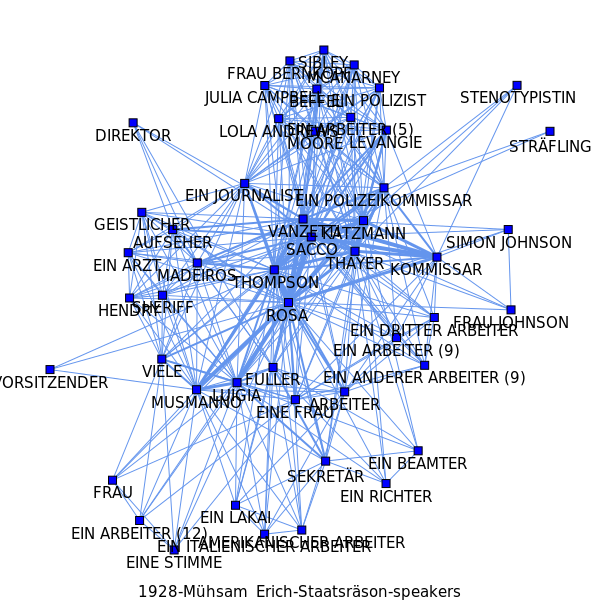 SIBLEY
FRAU BERNKOPF
MCANARNEY
STENOTYPISTIN
JULIA CAMPBELL
BEFFEL
EIN POLIZIST
DIREKTOR
LOLA ANDREWS
EIN ARBEITER (5)
MOORE
LEVANGIE
STRÄFLING
EIN JOURNALIST
EIN POLIZEIKOMMISSAR
GEISTLICHER
VANZETTI
KATZMANN
AUFSEHER
SACCO
SIMON JOHNSON
EIN ARZT
MADEIROS
THOMPSON
THAYER
KOMMISSAR
HENDRY
SHERIFF
ROSA
FRAU JOHNSON
EIN DRITTER ARBEITER
EIN ARBEITER (9)
VORSITZENDER
VIELE
FULLER
EIN ANDERER ARBEITER (9)
MUSMANNO
LUIGIA
EINE FRAU
ARBEITER
EIN BEAMTER
SEKRETÄR
FRAU
EIN RICHTER
EIN LAKAI
EIN ARBEITER (12)
EIN ITALIENISCHER ARBEITER
AMERIKANISCHER ARBEITER
EINE STIMME
1928-Mühsam_Erich-Staatsräson-speakers